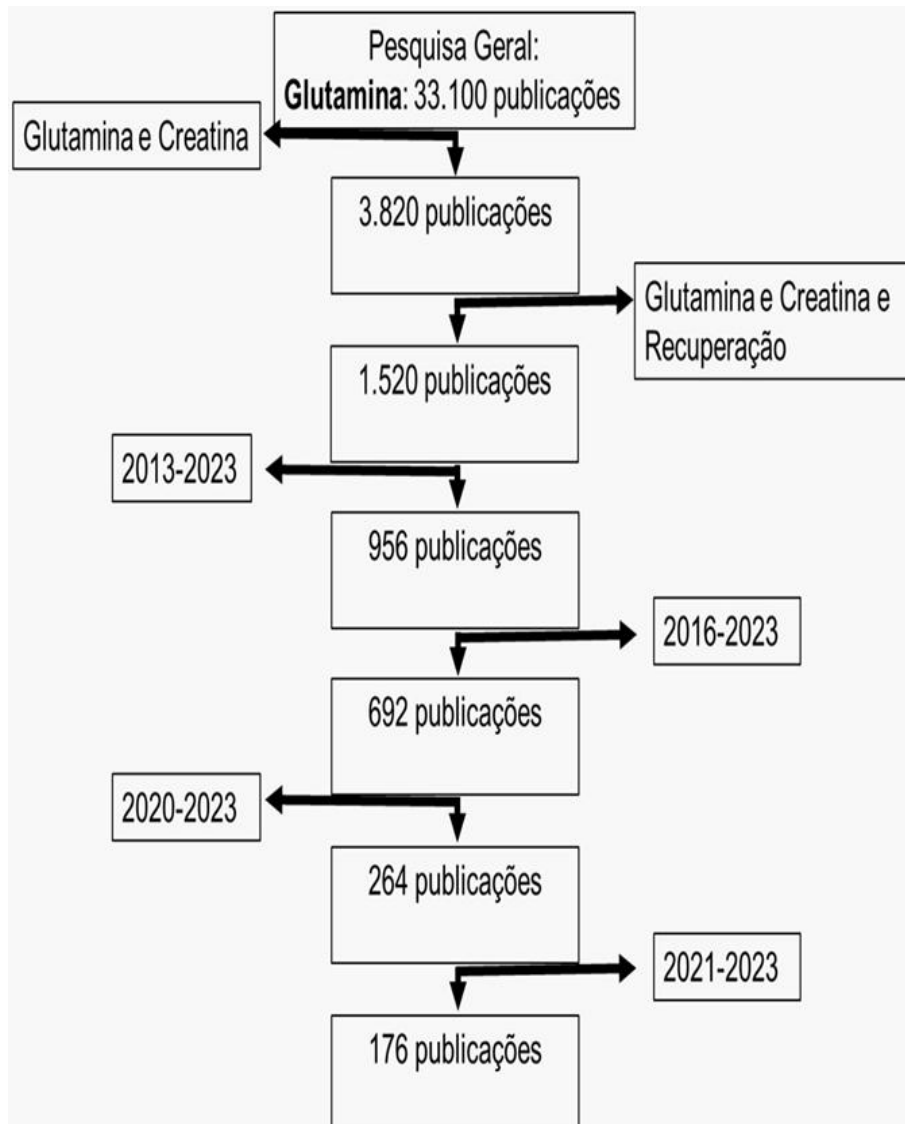 Pesquisa Geral:
Glutamina: 33.100 publicações
Glutamina e Creatina
3.820 publicações
Glutamina e Creatina e
Recuperação
1.520 publicações
2013-2023
956 publicações
2016-2023
692 publicações
2020-2023
264 publicações
2021-2023
176 publicações